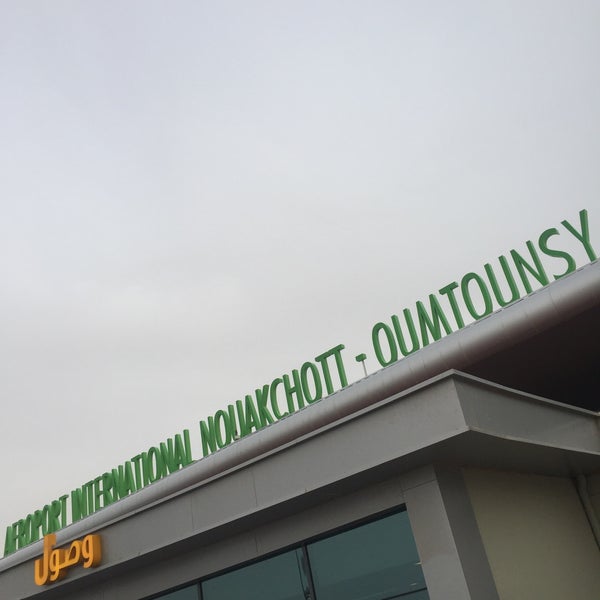 AEROPORT INTERNATIONAL NOUAKCHOTT - OUMTOUNSY
وصول